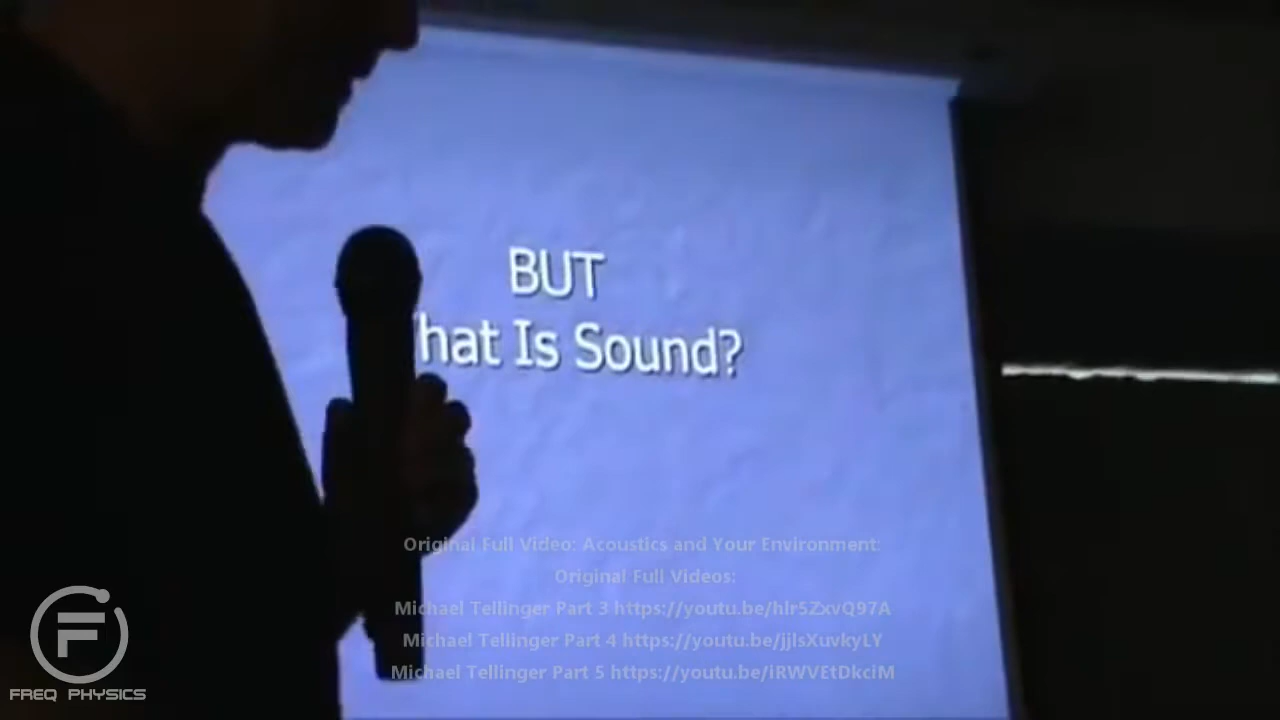 BUT
hat Is Sound?
Original Full Video: Acoustics and Your Environment:
Original Full Videos:
Michael Tellinger Part 3 https://youtu.be/hlr5ZxvQ97A
Michael Tellinger Part 4 https://youtu.be/jjlsXuvkyLY
Michael Tellinger Part 5 https://youtu.be/iRWVEtDkciM
FREQ PHYSICS